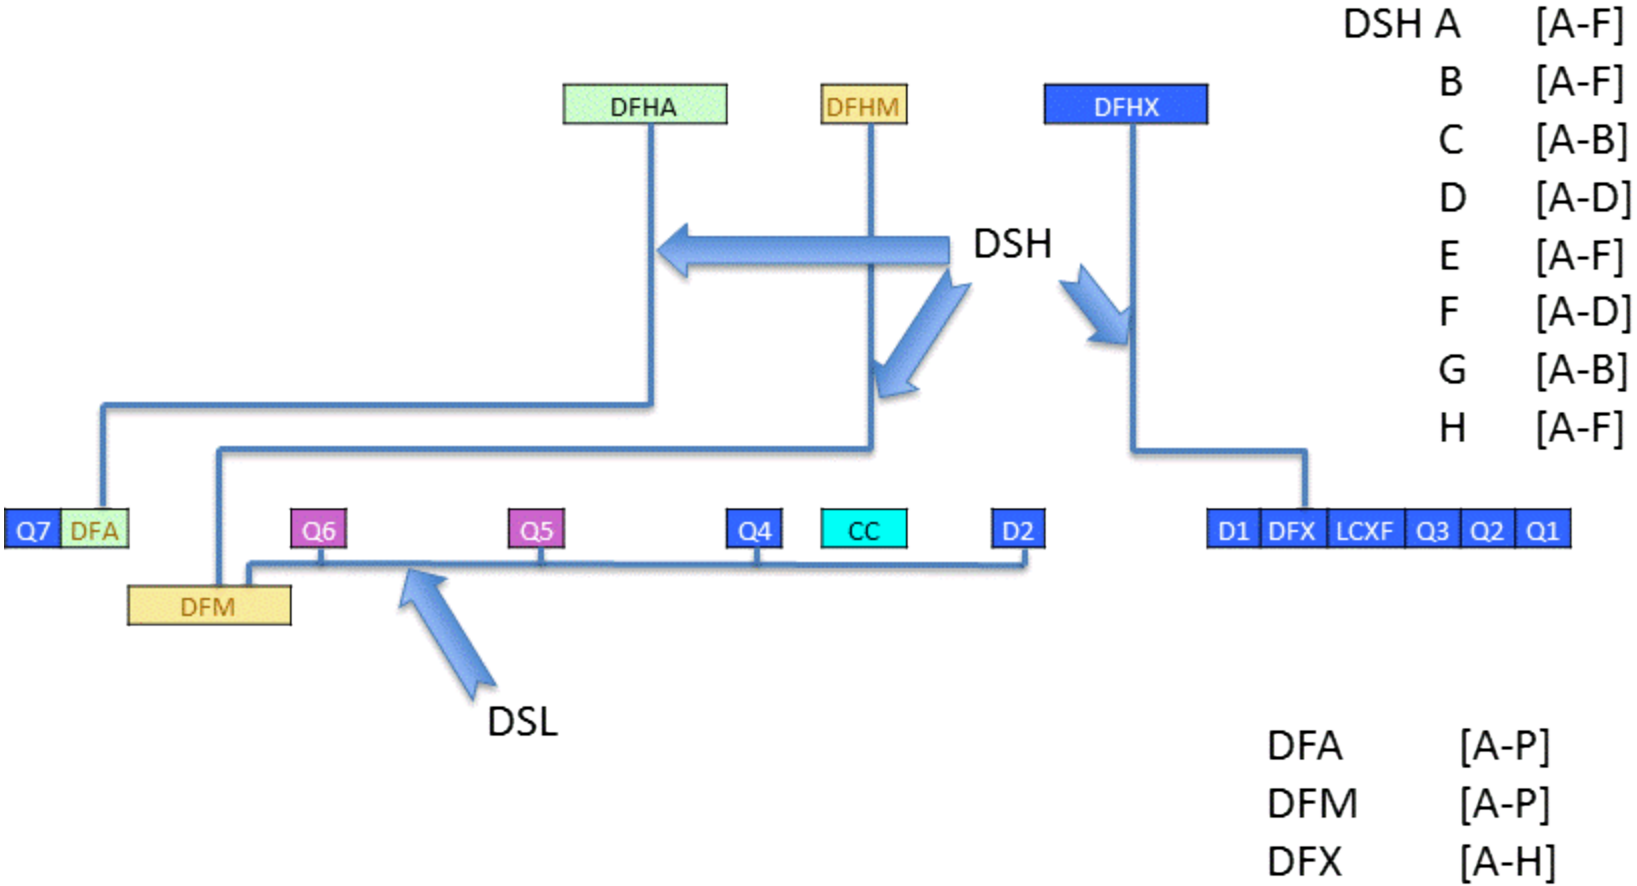 DSH A [A-F]
B [A-F]
C [A-B]
D [A-D]
E [A-F]
F [A-D]
G [A-B]
H [A-F]
DFHA DFHM DFHX
DSH
Q7 DFA Q6 Q5 Q4 CC D2 D1 DFX LCXF Q3 Q2 Q1
DFM
DSL
DFA [A-P]
DFM [A-P]
DFX [A-H]